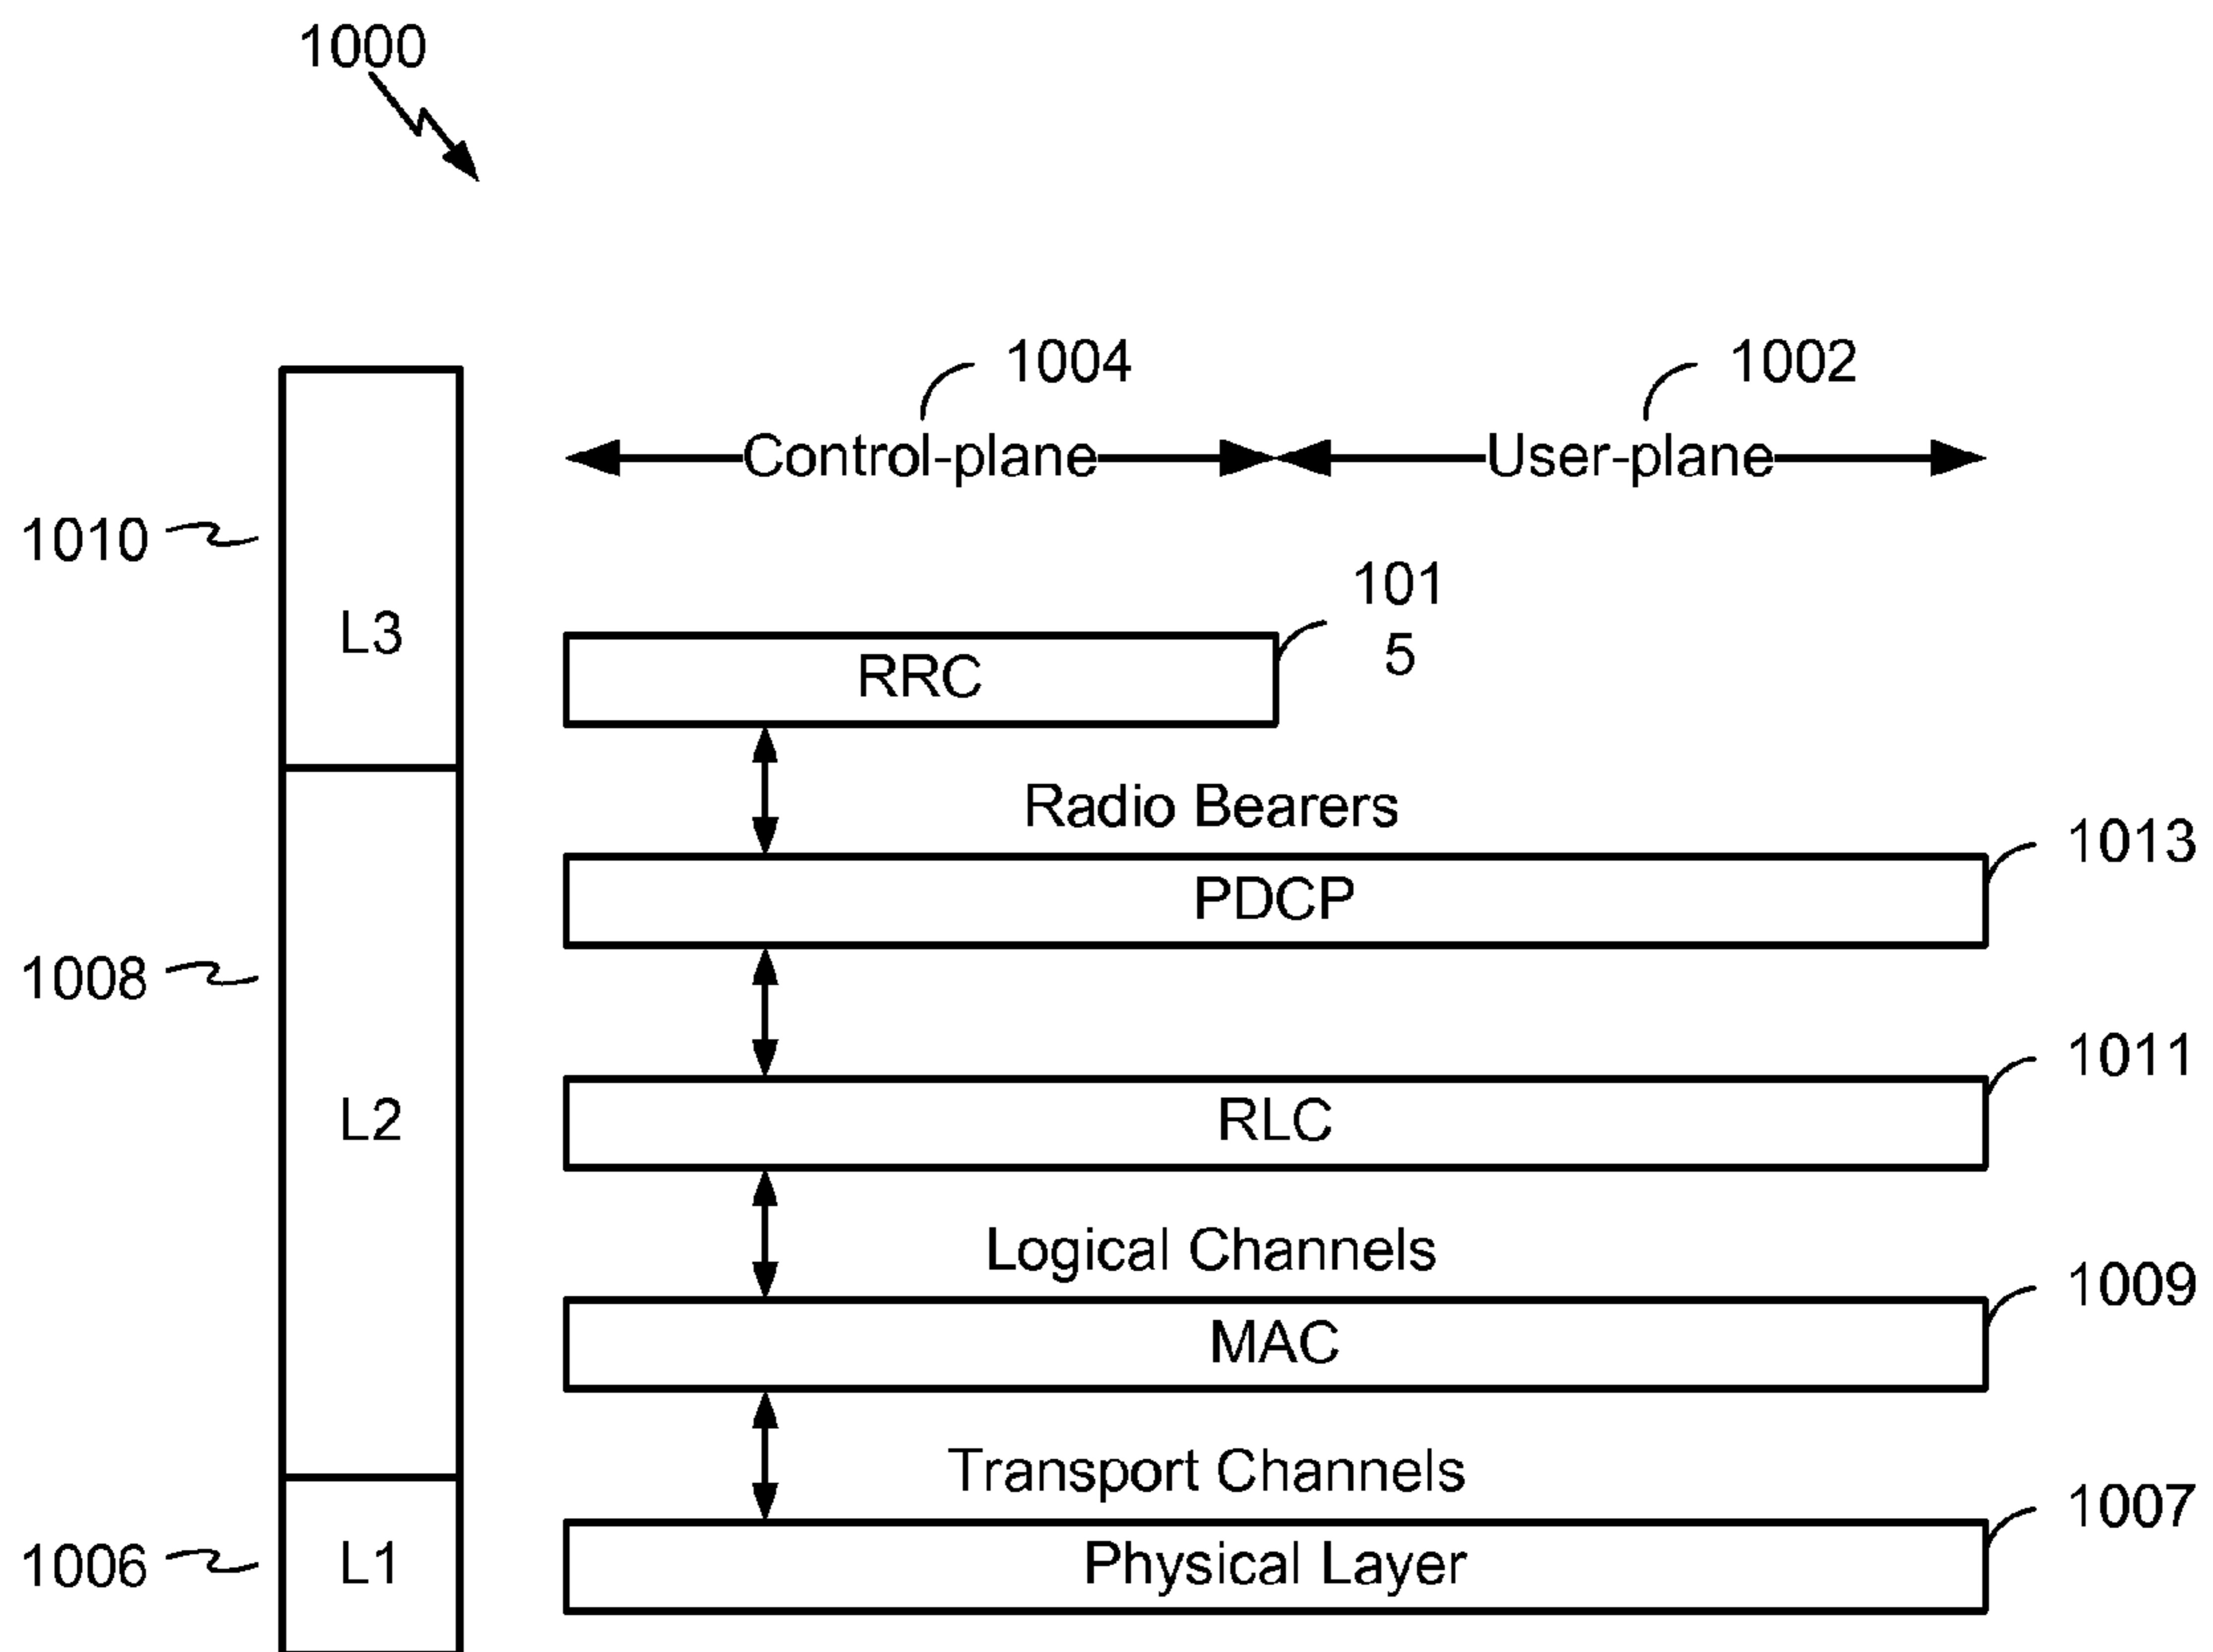 1000
1004
1002
Control-plane
User-plane
1010
101
5
L3
RRC
Radio Bearers
1013
PDCP
1008
1011
L2
RLC
Logical Channels
1009
MAC
Transport Channels
1007
1006
L1
Physical Layer